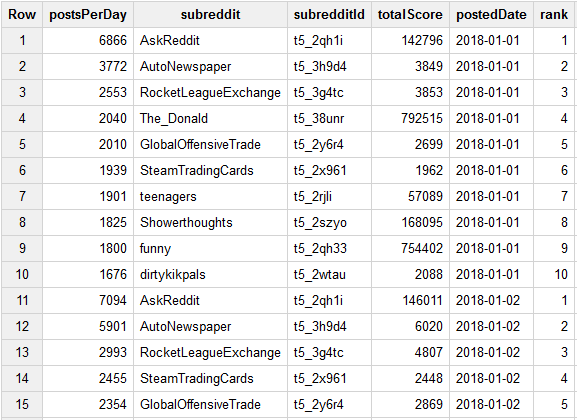 Row postsPerDay subreddit subredditId totalScore postedDate rank
1 6866 AskReddit t5_2qh1i 142796 2018-01-01 1
2 3772 AutoNewspaper t5_3h9d4 3849 2018-01-01 2
3 2553 RocketLeagueExchange t5_3g4tc 3853 2018-01-01 3
4 2040 The_Donald t5_38unr 792515 2018-01-01 4
5 2010 GlobalOffensiveTrade t5_2y6r4 2699 2018-01-01 5
6 1939 SteamTradingCards t5_2x961 1962 2018-01-01 6
7 1901 teenagers t5_2rjli 57089 2018-01-01 7
8 1825 Showerthoughts t5_2szyo 168095 2018-01-01 8
9 1800 funny t5_2qh33 754402 2018-01-01 9
10 1676 dirtykikpals t5_2wtau 2088 2018-01-01 10
11 7094 AskReddit t5_2qh1i 146011 2018-01-02 1
12 5901 AutoNewspaper t5_3h9d4 6020 2018-01-02 2
13 2993 RocketLeagueExchange t5_3g4tc 4807 2018-01-02 3
14 2455 SteamTradingCards t5_2x961 2448 2018-01-02 4
15 2354 GlobalOffensiveTrade t5_2y6r4 2869 2018-01-02 5